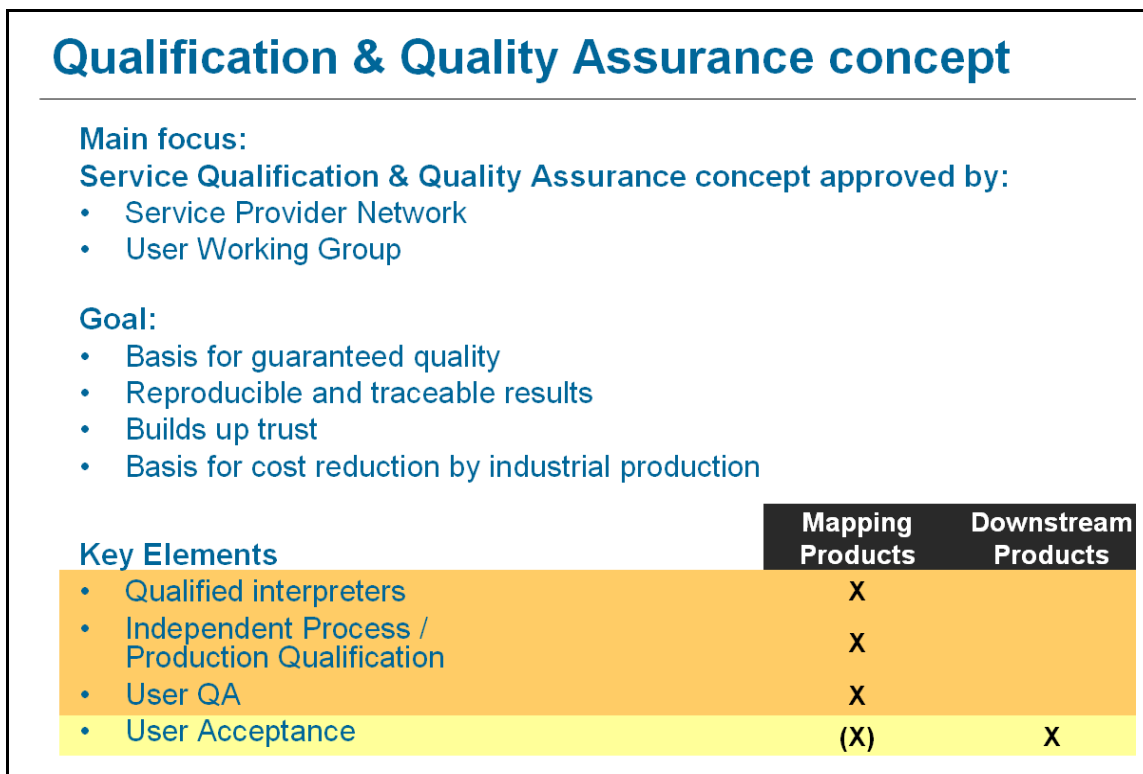 Qualification & Quality Assurance concept
Main focus:
Service Qualification & Quality Assurance concept approved by:
• Service Provider Network
• User Working Group
Goal:
• Basis for guaranteed quality
• Reproducible and traceable results
• Builds up trust
• Basis for cost reduction by industrial production
Key Elements
Mapping Products
Downstream Products
• Qualified interpreters X
• Independent Process /
Production Qualification X
• User QA X
• User Acceptance (X) X